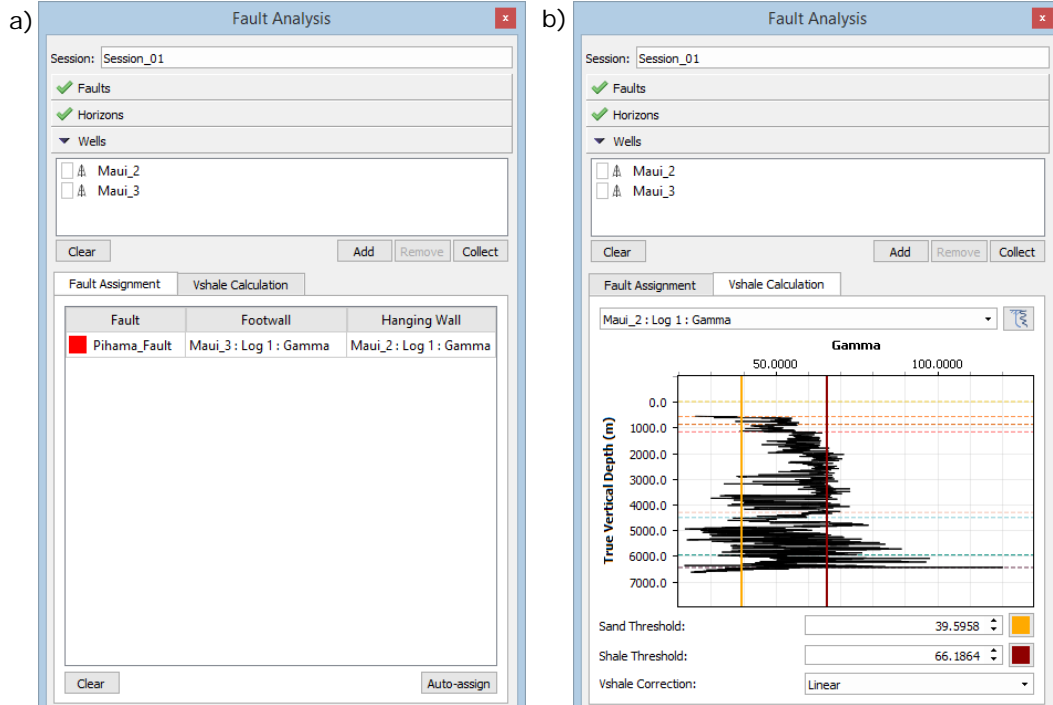 a)
Fault Analysis
x
Session: Session_01
Faults
Horizons
Wells
Maui_2
Maui_3
Clear Add Remove Collect
Fault Assignment Vshale Calculation
Fault Footwall Hanging Wall
Pihama_Fault Maui_3 : Log 1 : Gamma Maui_2 : Log 1 : Gamma
Clear Auto-assign
b)
Fault Analysis
x
Session: Session_01
Faults
Horizons
Wells
Maui_2
Maui_3
Clear Add Remove Collect
Fault Assignment Vshale Calculation
Maui_2 : Log 1 : Gamma
Gamma
50.0000 100.0000
True Vertical Depth (m)
0.0
1000.0
2000.0
3000.0
4000.0
5000.0
6000.0
7000.0
Sand Threshold: 39.5958
Shale Threshold: 66.1864
Vshale Correction: Linear